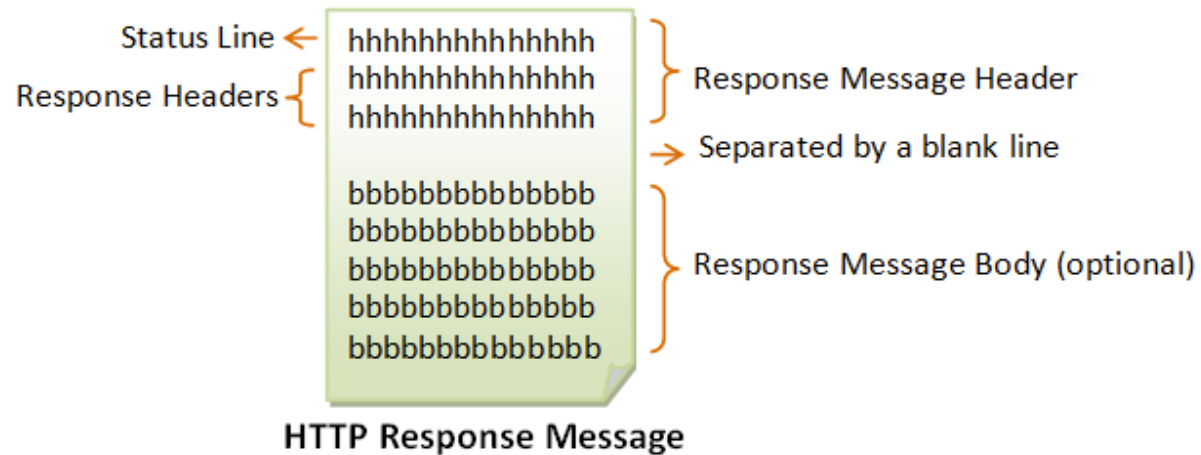 Status Line
hhhhhhhhhhhhhh
Response Headers
hhhhhhhhhhhhhh
hhhhhhhhhhhhhh
Response Message Header
Separated by a blank line
bbbbbbbbbbbbbb
bbbbbbbbbbbbbb
bbbbbbbbbbbbbb
bbbbbbbbbbbbbb
bbbbbbbbbbbbbb
Response Message Body (optional)
HTTP Response Message